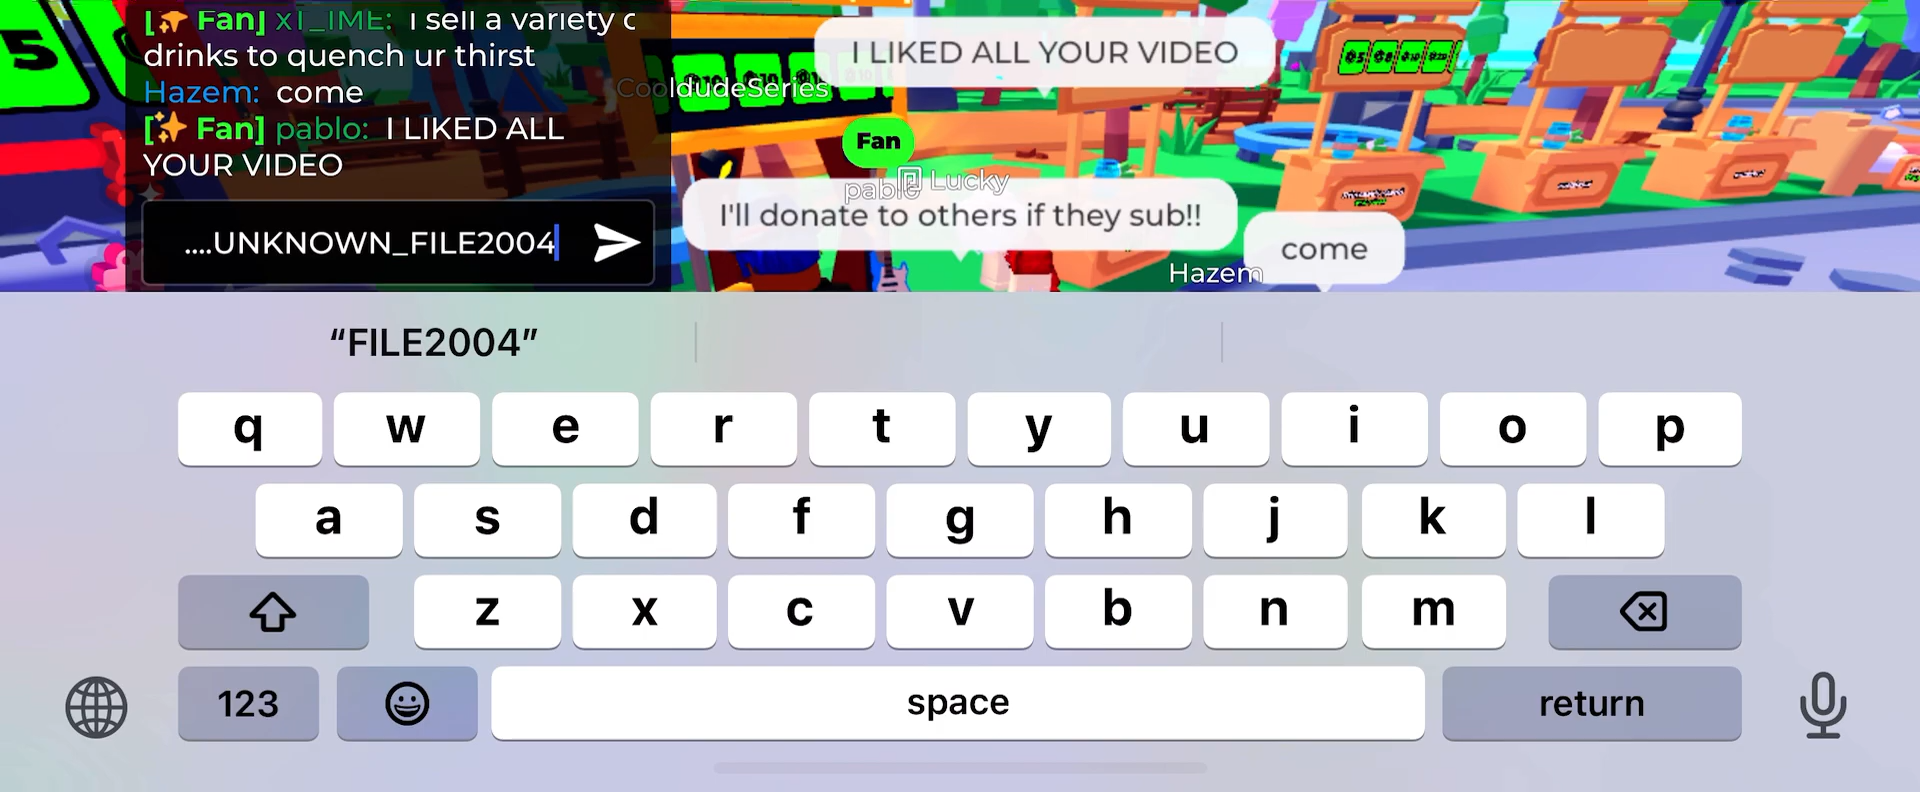 [✨ Fan] xT_IME: I sell a variety
drinks to quench ur thirst
Hazem: come
[✨ Fan] pablo: I LIKED ALL
YOUR VIDEO
....UNKNOWN_FILE2004
I LIKED ALL YOUR VIDEO
CooldudeSeries
Fan
pablo
Lucky
I'll donate to others if they sub!!
come
Hazem
5
“FILE2004”
q w e r t y u i o p
a s d f g h j k l
z x c v b n m
123 space return